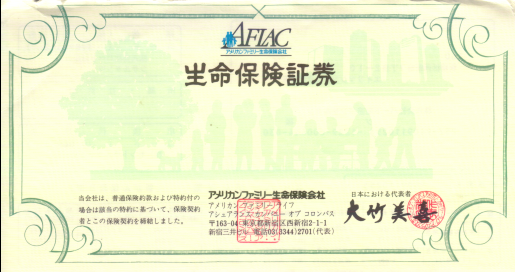 AFLAC
アメリカンファミリー生命保険会社
生命保険証券
当会社は、普通保険約款および特約付の
場合は該当の特約に基づいて、保険契約
者とこの保険契約を締結しました。
アメリカンファミリー生命保険会社
アメリカン ファミリー ライフ
アシュアランス カンパニー オブ コロンバス
〒163-04 東京都新宿区西新宿2-1-1
新宿三井ビル 電話03(3344)2701(代表)
日本における代表者
大竹美喜